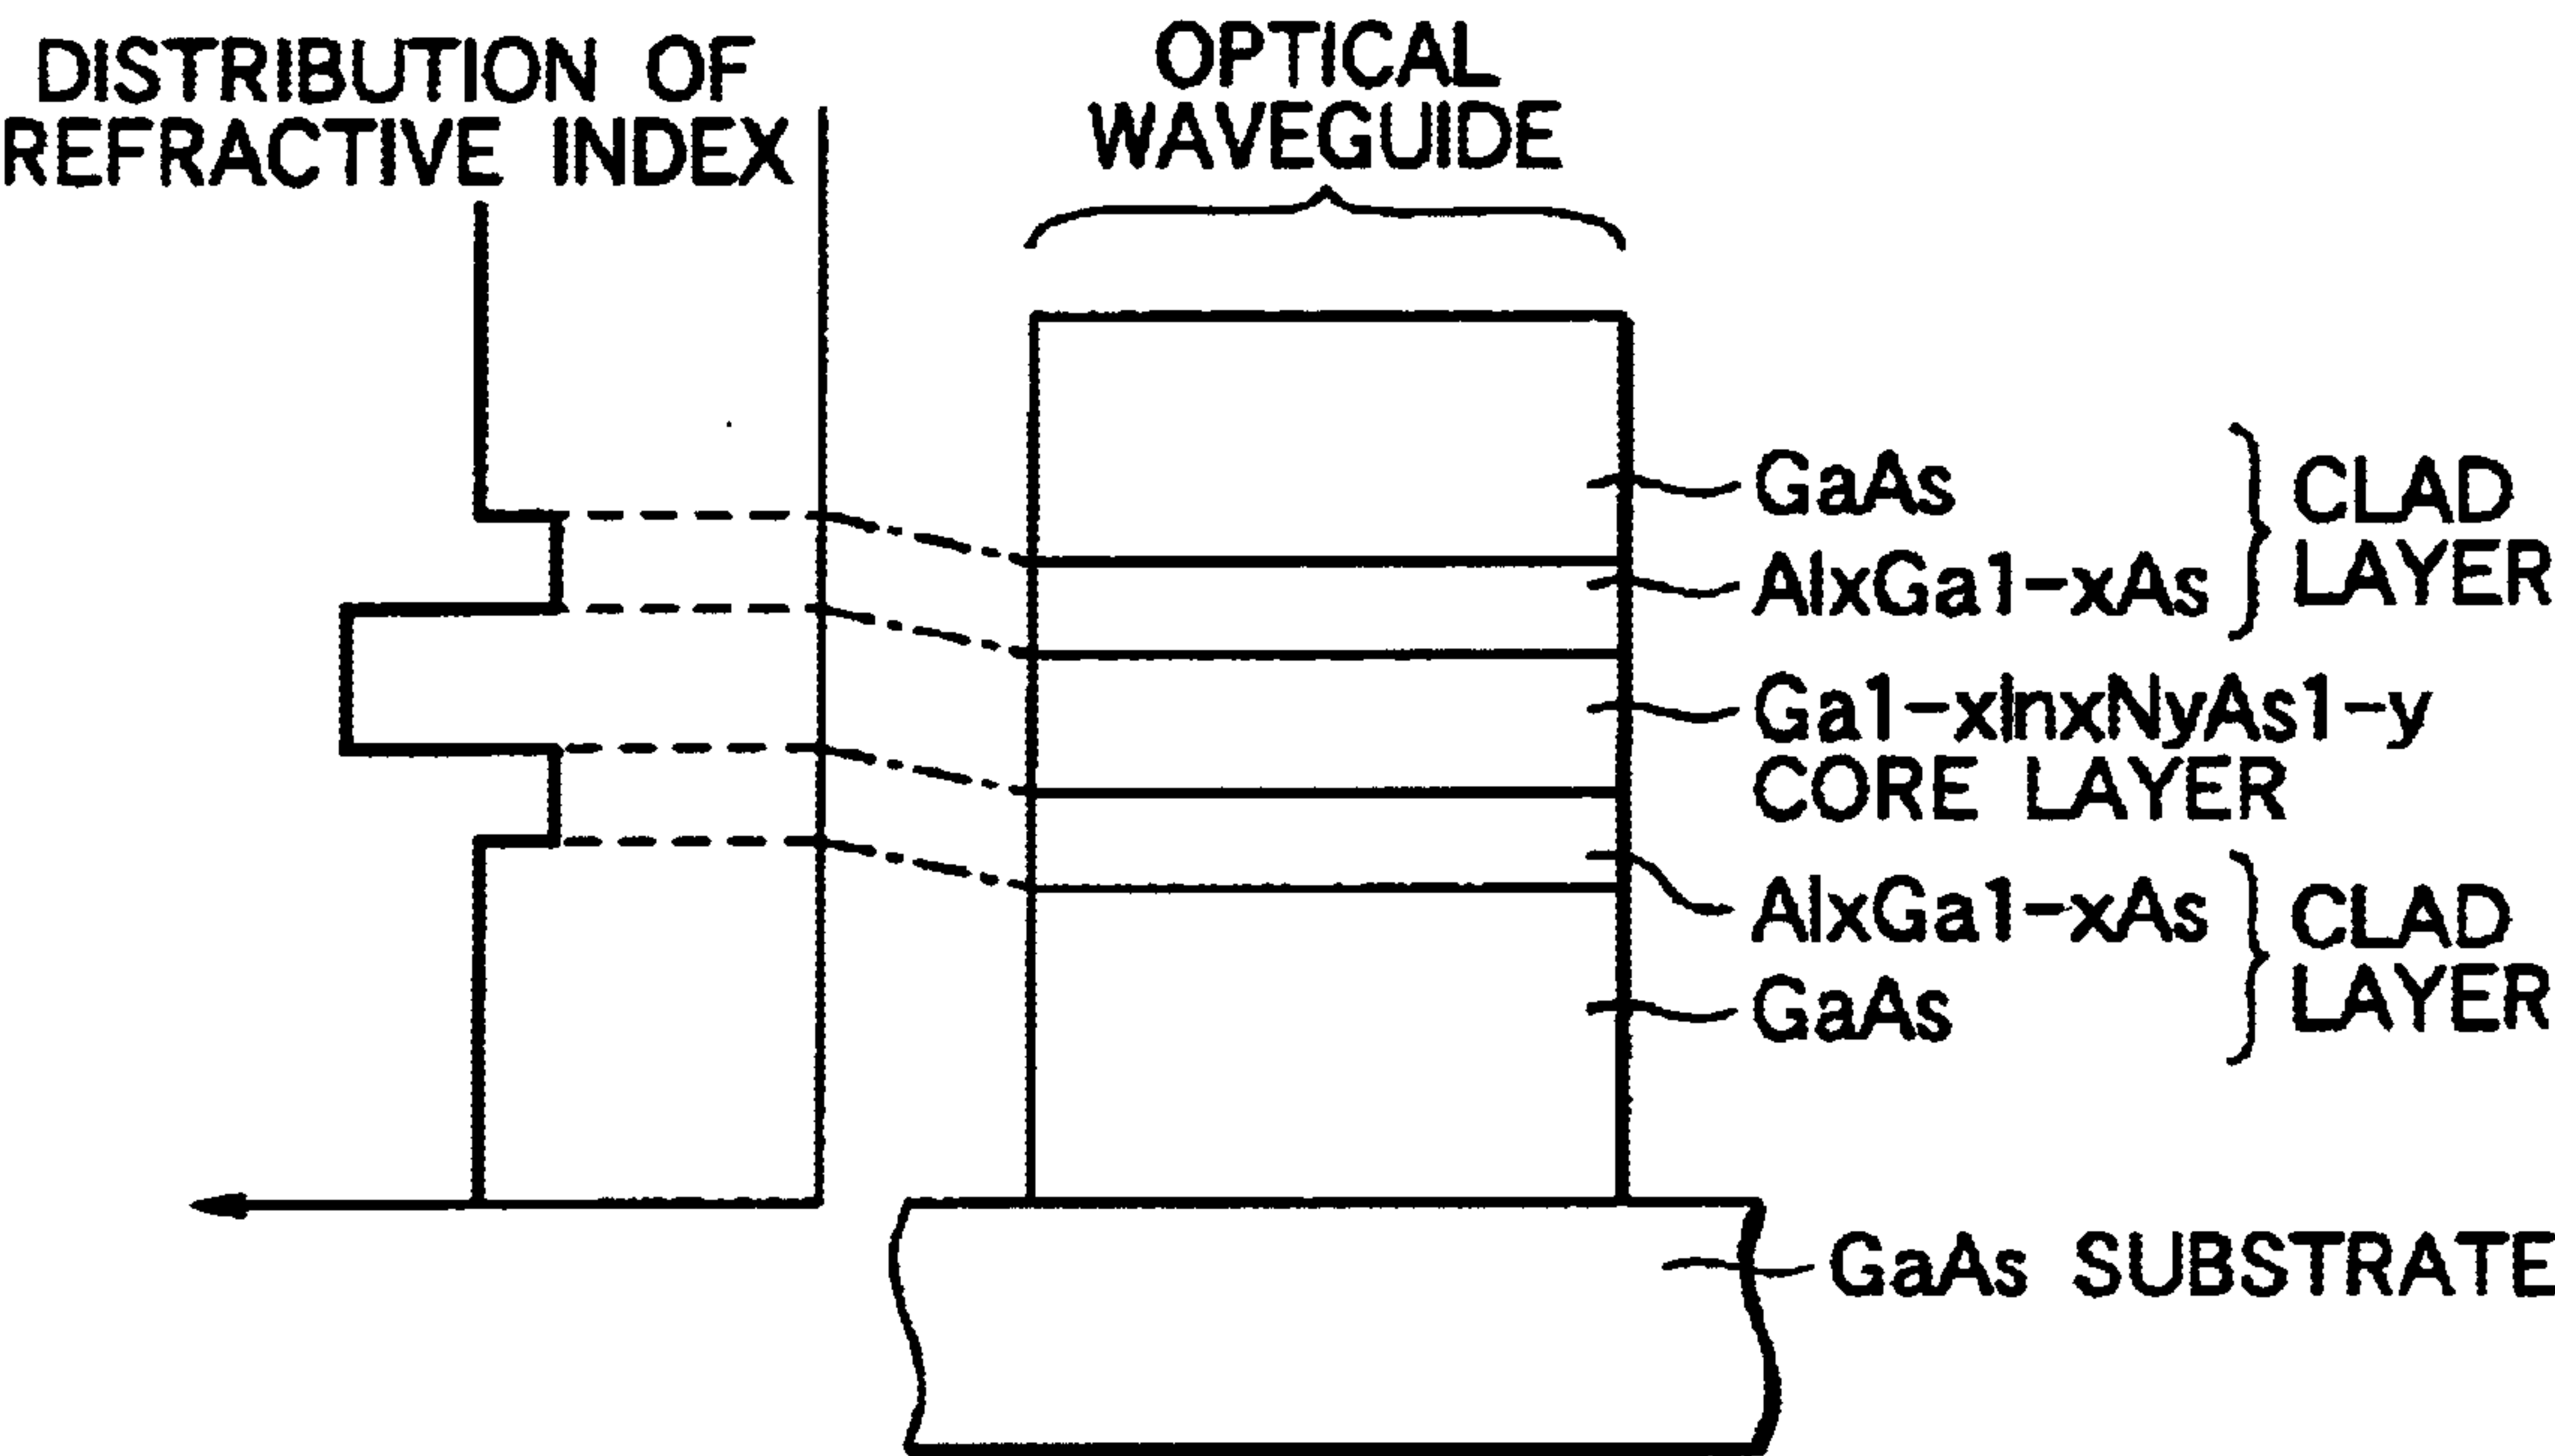 DISTRIBUTION OF
REFRACTIVE INDEX
OPTICAL
WAVEGUIDE
GaAs
AlxGa1-xAs
CLAD
LAYER
Ga1-xInxNyAs1-y
CORE LAYER
AlxGa1-xAs
GaAs
CLAD
LAYER
GaAs SUBSTRATE